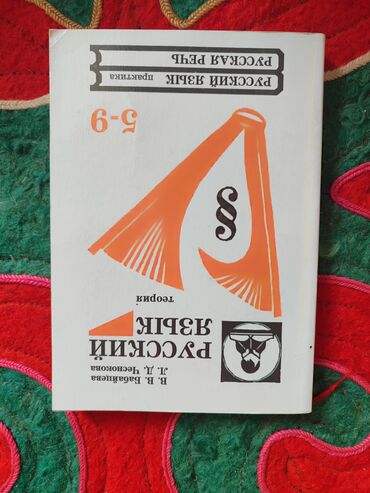 В. В. Бабайцева
Л. Д. Чеснокова
РУССКИЙ
ЯЗЫК
теория
§
5-9
РУССКИЙ ЯЗЫК практика
РУССКАЯ РЕЧЬ